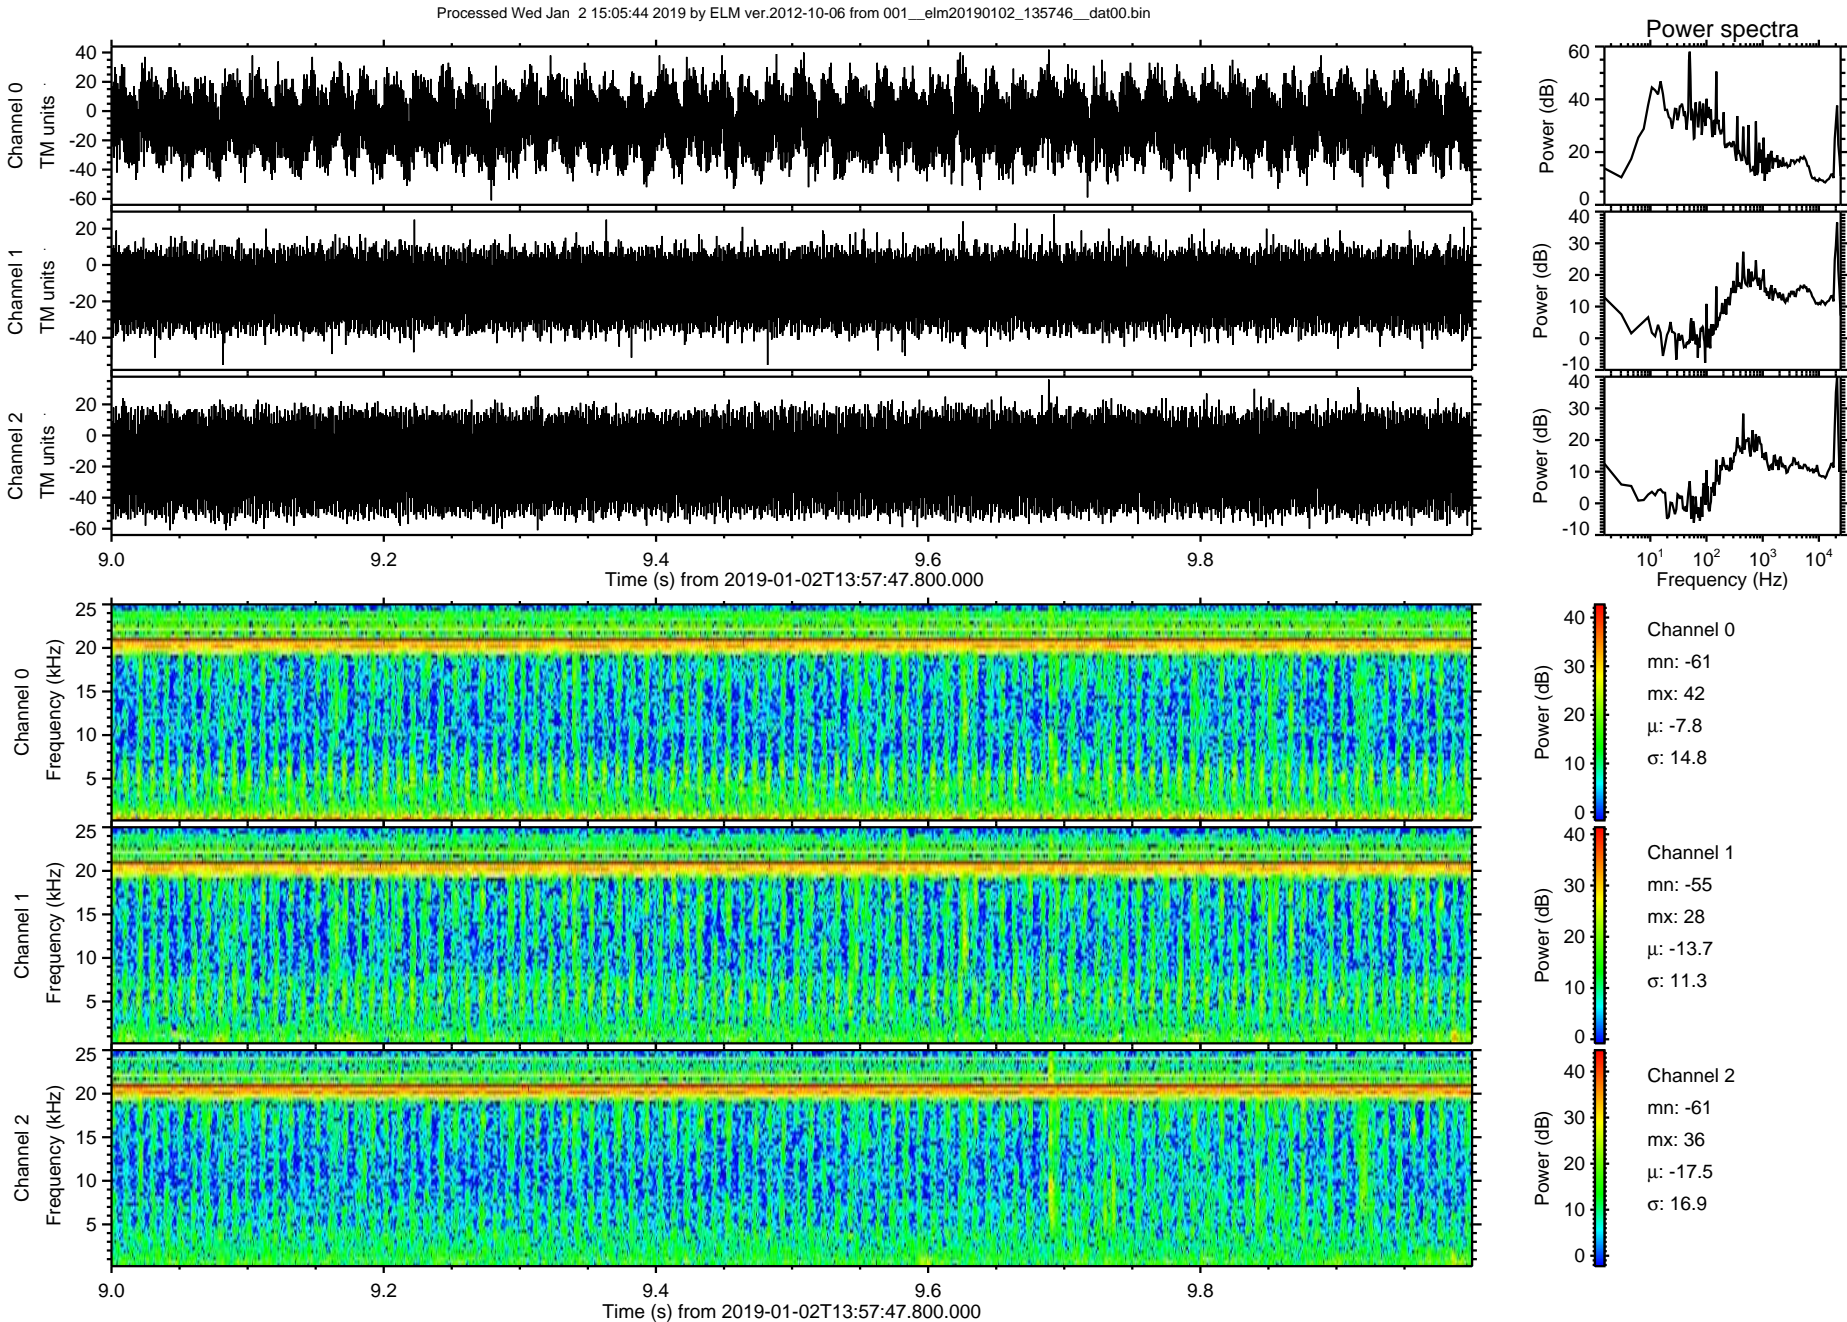 Processed Wed Jan  2 15:05:44 2019 by ELM ver.2012-10-06 from 001__elm20190102_135746__dat00.bin
Power spectra
Channel 0
TM units
40
20
0
-20
-40
-60
Power (dB)
60
40
20
0
Channel 1
TM units
20
0
-20
-40
Power (dB)
40
30
20
10
0
-10
Channel 2
TM units
20
0
-20
-40
-60
Power (dB)
40
30
20
10
0
-10
9.0 9.2 9.4 9.6 9.8
Time (s) from 2019-01-02T13:57:47.800.000
10¹ 10² 10³ 10⁴
Frequency (Hz)
Channel 0
Frequency (kHz)
25
20
15
10
5
Power (dB)
40
30
20
10
0
Channel 0
mn: -61
mx: 42
μ: -7.8
σ: 14.8
Channel 1
Frequency (kHz)
25
20
15
10
5
Power (dB)
40
30
20
10
0
Channel 1
mn: -55
mx: 28
μ: -13.7
σ: 11.3
Channel 2
Frequency (kHz)
25
20
15
10
5
Power (dB)
40
30
20
10
0
Channel 2
mn: -61
mx: 36
μ: -17.5
σ: 16.9
9.0 9.2 9.4 9.6 9.8
Time (s) from 2019-01-02T13:57:47.800.000